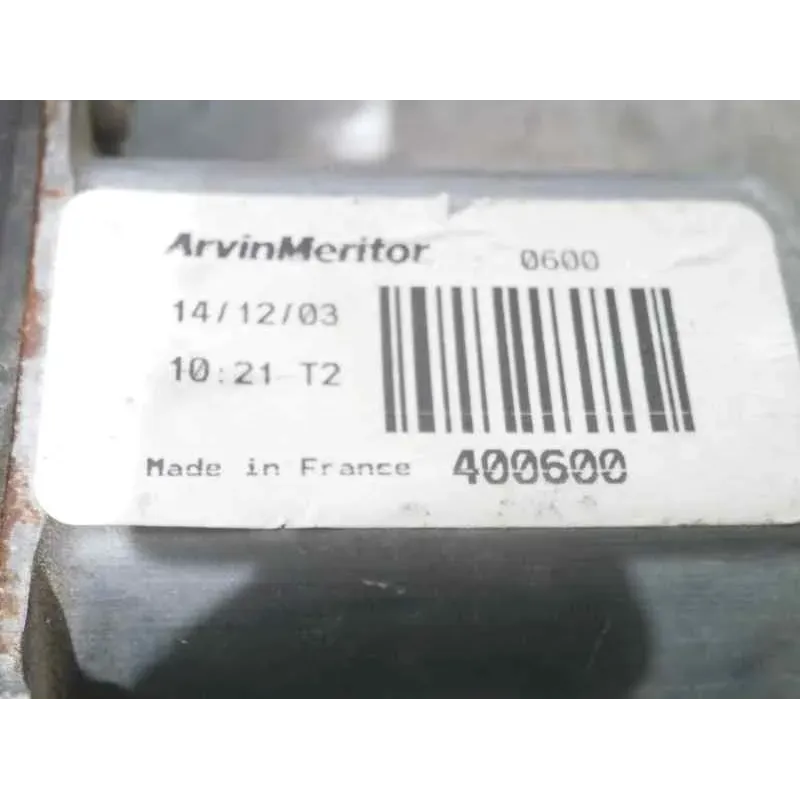 ArvinMeritor 0600
14/12/03
10:21 T2
Made in France 400600